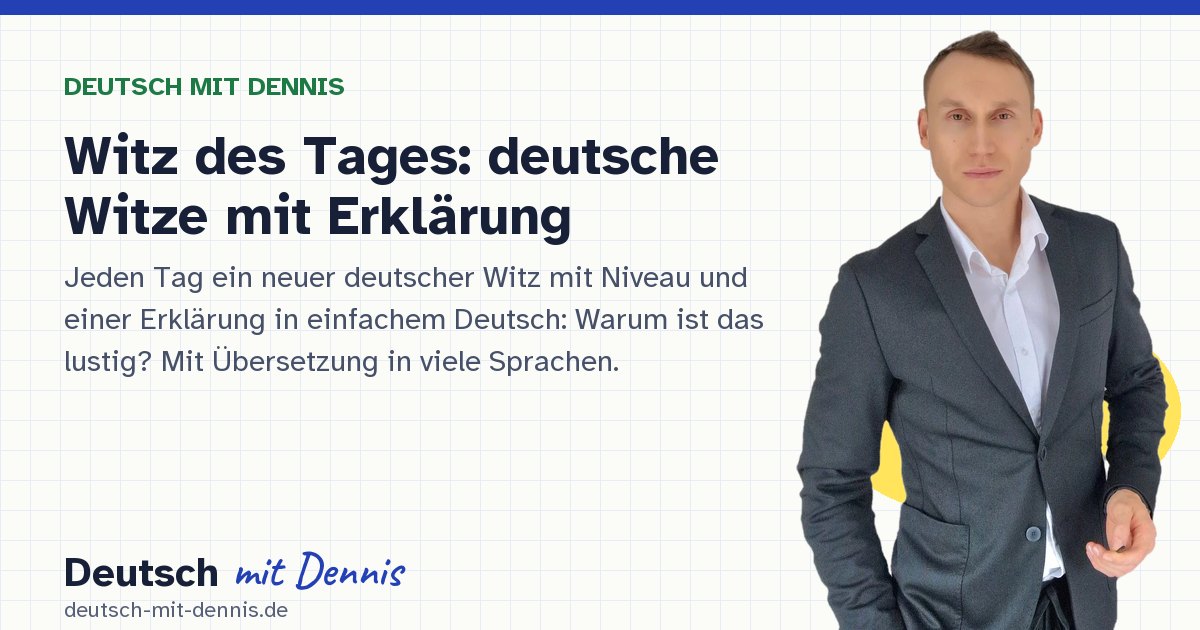 DEUTSCH MIT DENNIS
Witz des Tages: deutsche
Witze mit Erklärung
Jeden Tag ein neuer deutscher Witz mit Niveau und
einer Erklärung in einfachem Deutsch: Warum ist das
lustig? Mit Übersetzung in viele Sprachen.
Deutsch mit Dennis
deutsch-mit-dennis.de